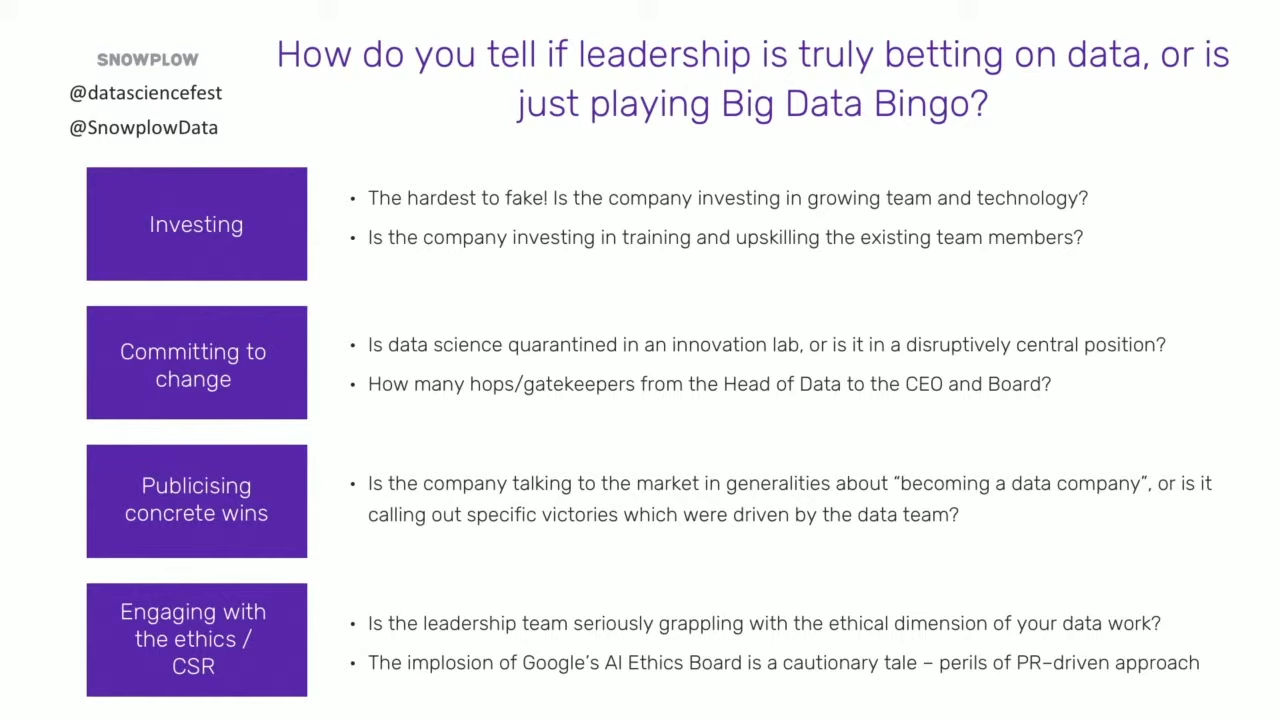 SNOWPLOW
@datasciencefest
@SnowplowData
How do you tell if leadership is truly betting on data, or is
just playing Big Data Bingo?
Investing
• The hardest to fake! Is the company investing in growing team and technology?
• Is the company investing in training and upskilling the existing team members?
Committing to
change
• Is data science quarantined in an innovation lab, or is it in a disruptively central position?
• How many hops/gatekeepers from the Head of Data to the CEO and Board?
Publicising
concrete wins
• Is the company talking to the market in generalities about “becoming a data company”, or is it
calling out specific victories which were driven by the data team?
Engaging with
the ethics /
CSR
• Is the leadership team seriously grappling with the ethical dimension of your data work?
• The implosion of Google’s AI Ethics Board is a cautionary tale – perils of PR–driven approach